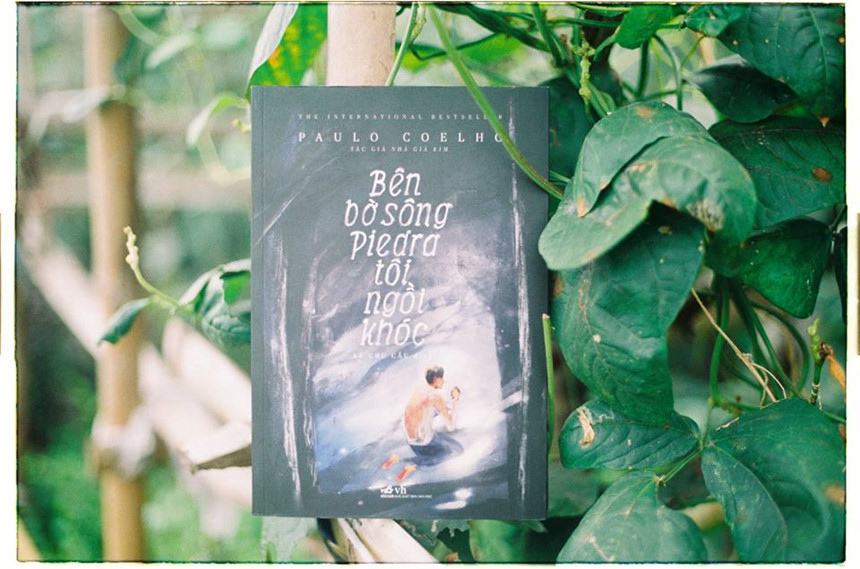 THE INTERNATIONAL BESTSELLER
PAULO COELHO
TÁC GIẢ NHÀ GIẢ KIM
Bên
bờ sông
Piedra
tôi
ngồi
khóc